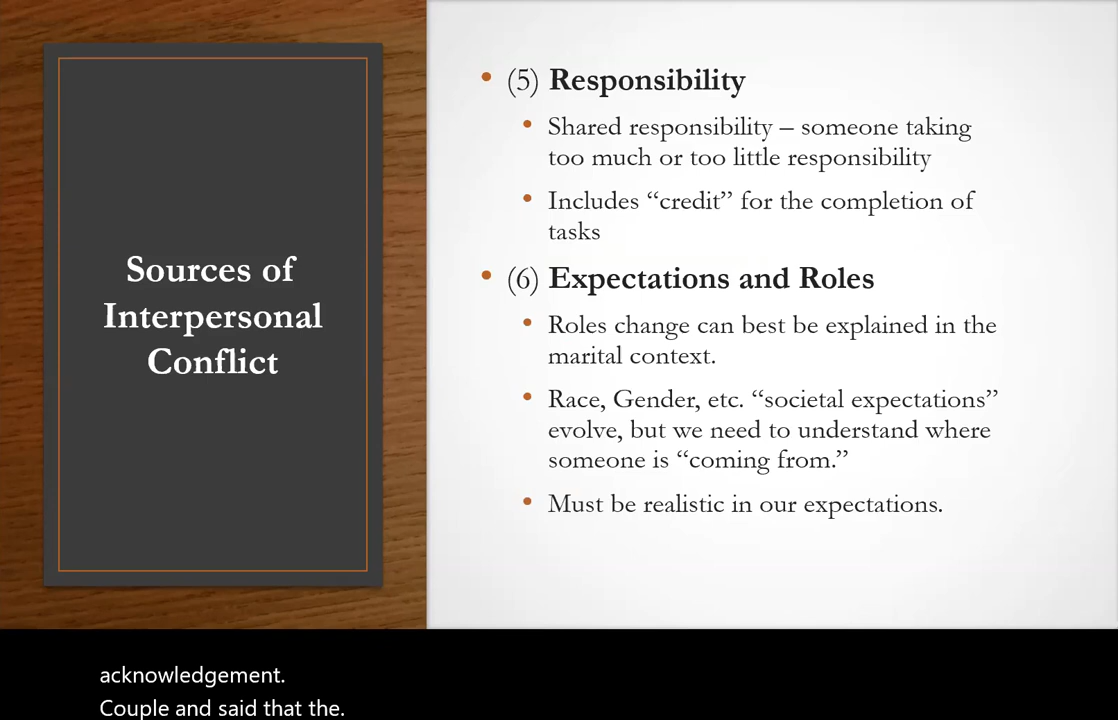 Sources of
Interpersonal
Conflict
• (5) Responsibility
• Shared responsibility – someone taking
too much or too little responsibility
• Includes “credit” for the completion of
tasks
• (6) Expectations and Roles
• Roles change can best be explained in the
marital context.
• Race, Gender, etc. “societal expectations”
evolve, but we need to understand where
someone is “coming from.”
• Must be realistic in our expectations.
acknowledgement.
Couple and said that the.